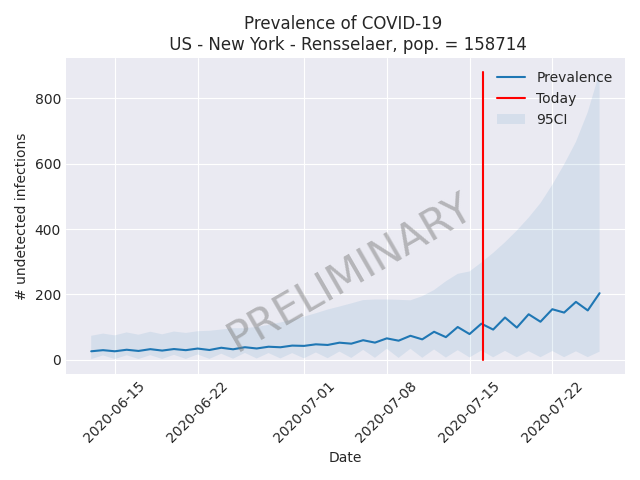 Prevalence of COVID-19
US - New York - Rensselaer, pop. = 158714
Prevalence
Today
95CI
800
600
400
200
0
# undetected infections
PRELIMINARY
2020-06-15
2020-06-22
2020-07-01
2020-07-08
2020-07-15
2020-07-22
Date